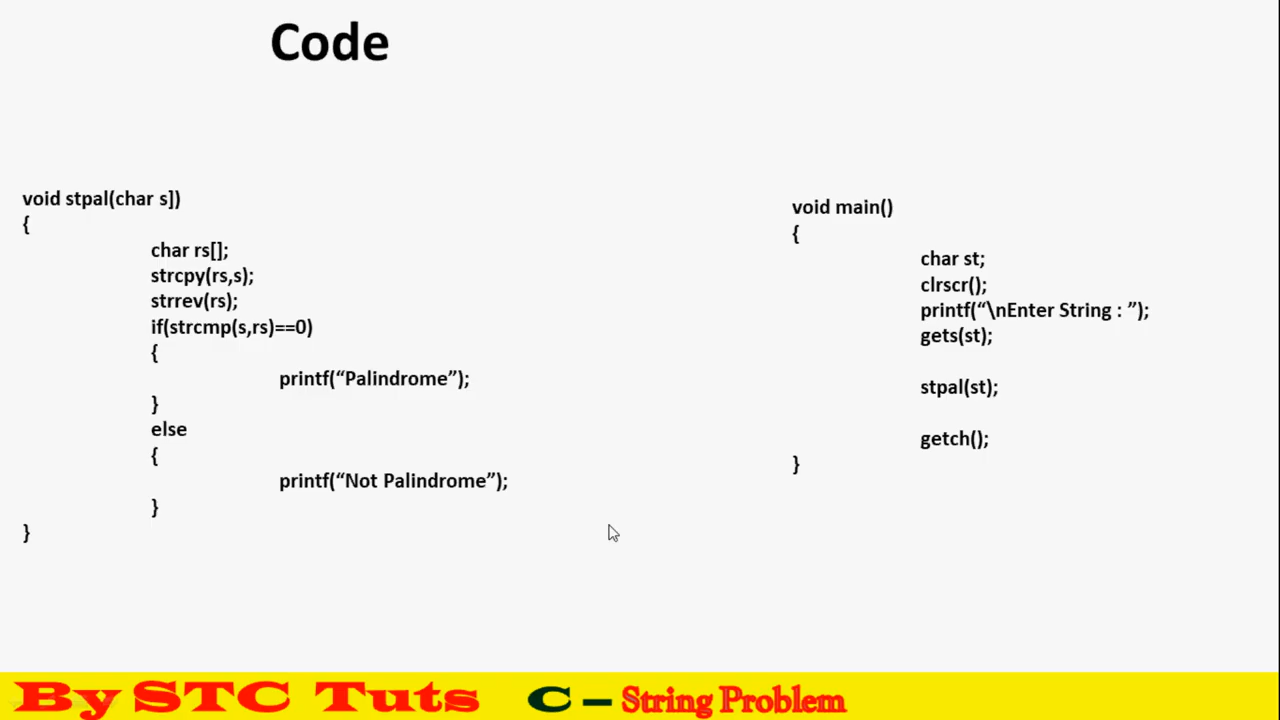 Code
void stpal(char s])
{
char rs[];
strcpy(rs,s);
strrev(rs);
if(strcmp(s,rs)==0)
{
printf(“Palindrome”);
}
else
{
printf(“Not Palindrome”);
}
}
void main()
{
char st;
clrscr();
printf(“\nEnter String : ”);
gets(st);
stpal(st);
getch();
}
By STC Tuts C – String Problem